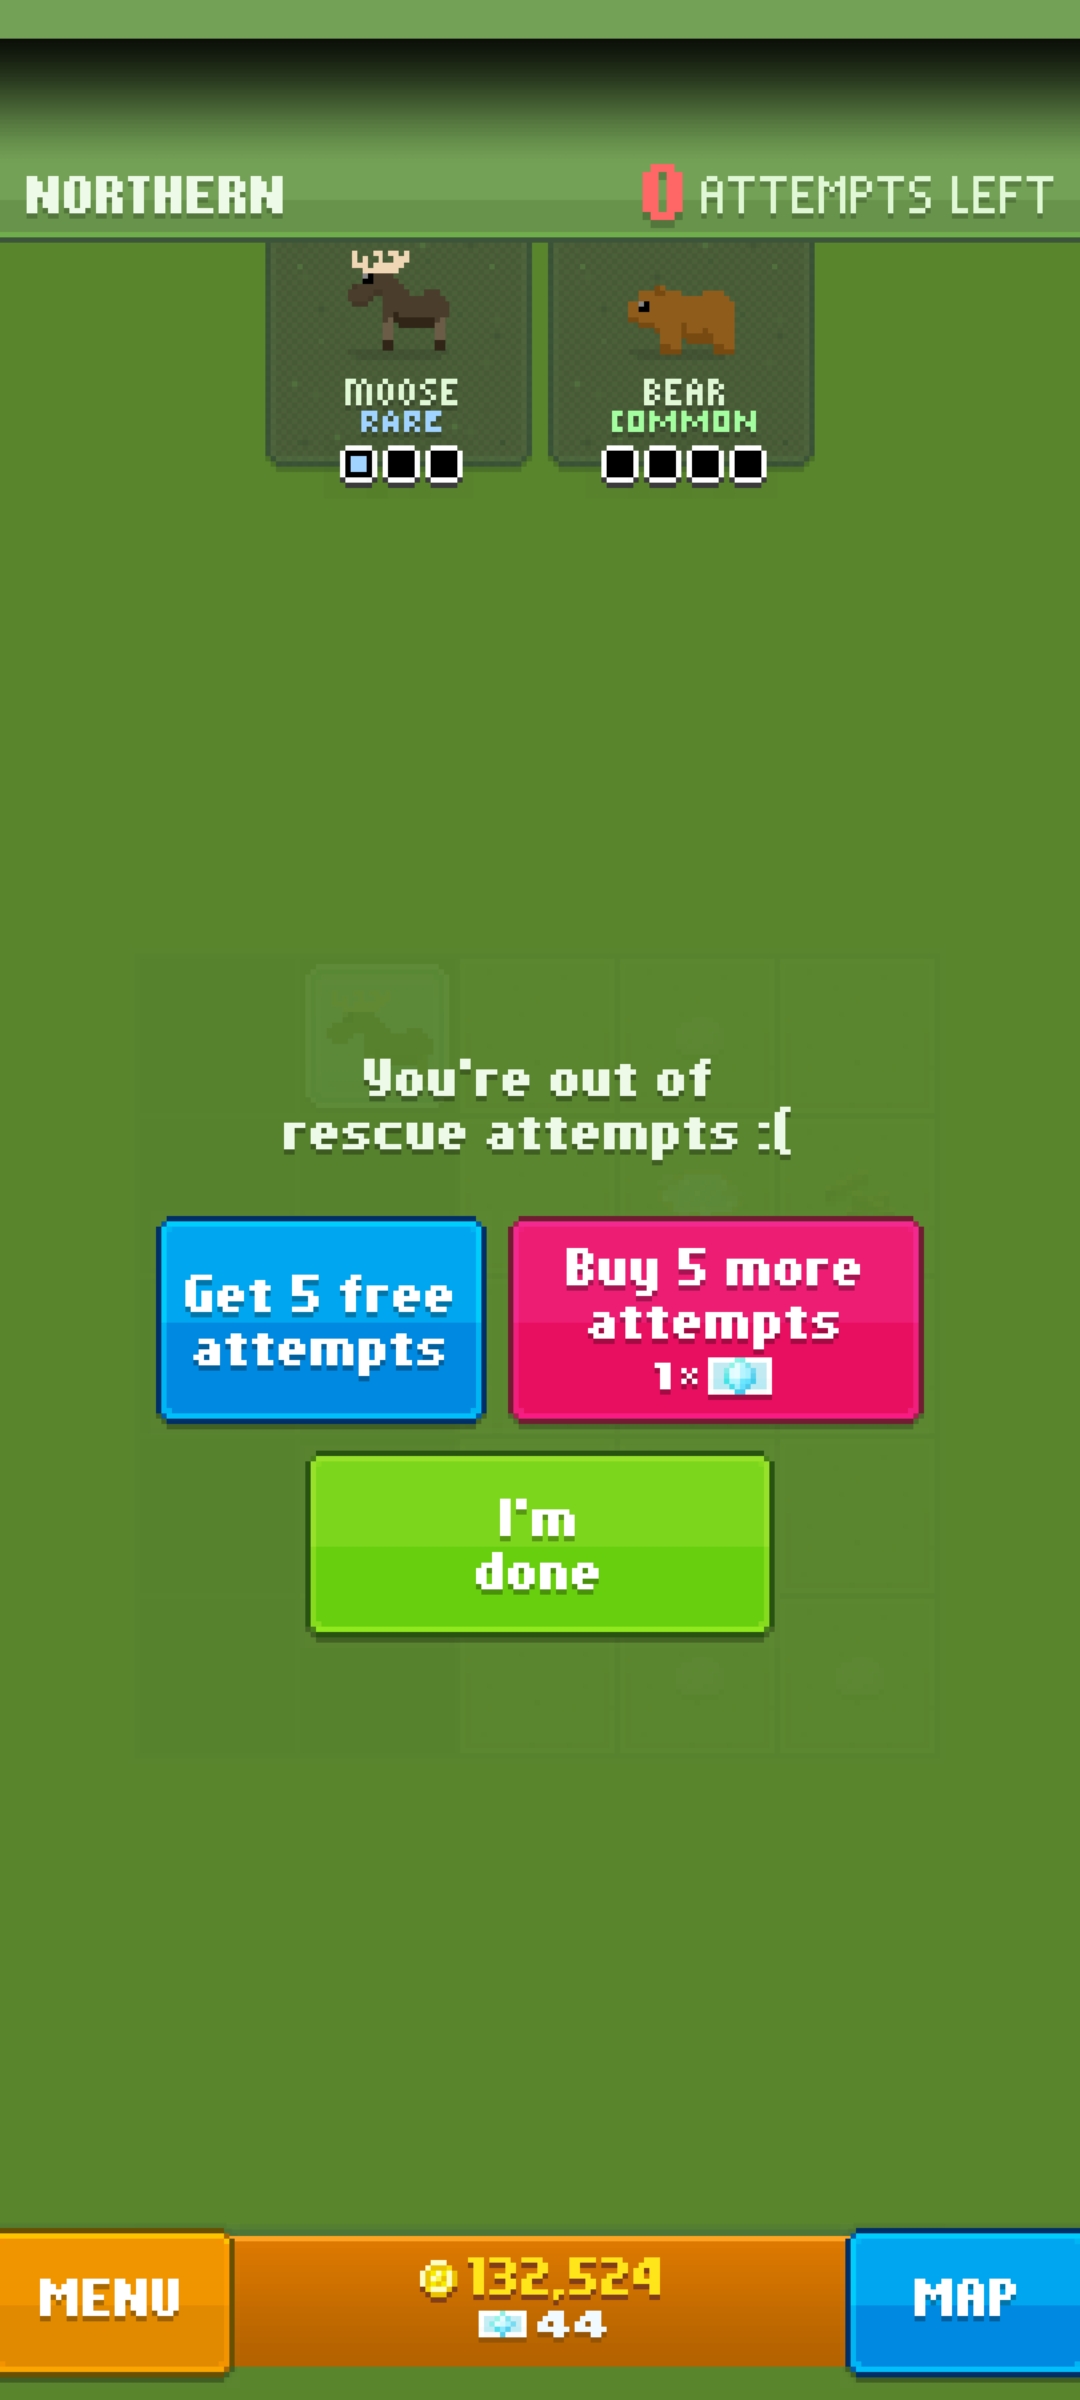 NORTHERN
0 ATTEMPTS LEFT
MOOSE
RARE
BEAR
COMMON
You're out of
rescue attempts :(
Get 5 free
attempts
Buy 5 more
attempts
1×
I'm
done
MENU
132,524
44
MAP